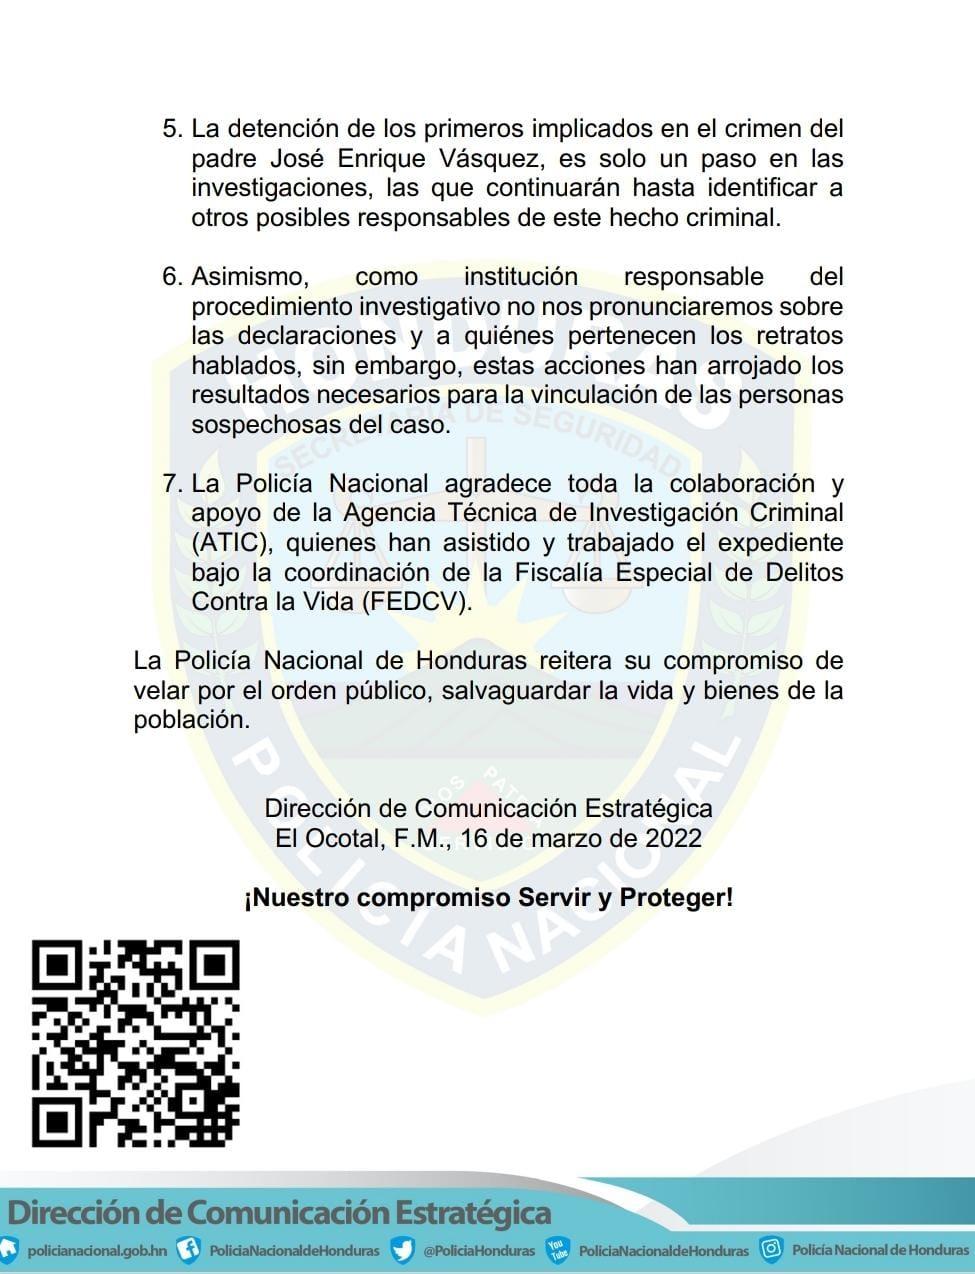 5. La detención de los primeros implicados en el crimen del
padre José Enrique Vásquez, es solo un paso en las
investigaciones, las que continuarán hasta identificar a
otros posibles responsables de este hecho criminal.
6. Asimismo, como institución responsable del
procedimiento investigativo no nos pronunciaremos sobre
las declaraciones y a quiénes pertenecen los retratos
hablados, sin embargo, estas acciones han arrojado los
resultados necesarios para la vinculación de las personas
sospechosas del caso.
7. La Policía Nacional agradece toda la colaboración y
apoyo de la Agencia Técnica de Investigación Criminal
(ATIC), quienes han asistido y trabajado el expediente
bajo la coordinación de la Fiscalía Especial de Delitos
Contra la Vida (FEDCV).
La Policía Nacional de Honduras reitera su compromiso de
velar por el orden público, salvaguardar la vida y bienes de la
población.
Dirección de Comunicación Estratégica
El Ocotal, F.M., 16 de marzo de 2022
¡Nuestro compromiso Servir y Proteger!
HONDURAS
SECRETARÍA DE SEGURIDAD
POLICIA NACIONAL
Dirección de Comunicación Estratégica
policianacional.gob.hn PoliciaNacionaldeHonduras @PoliciaHonduras You Tube PoliciaNacionaldeHonduras Policía Nacional de Honduras